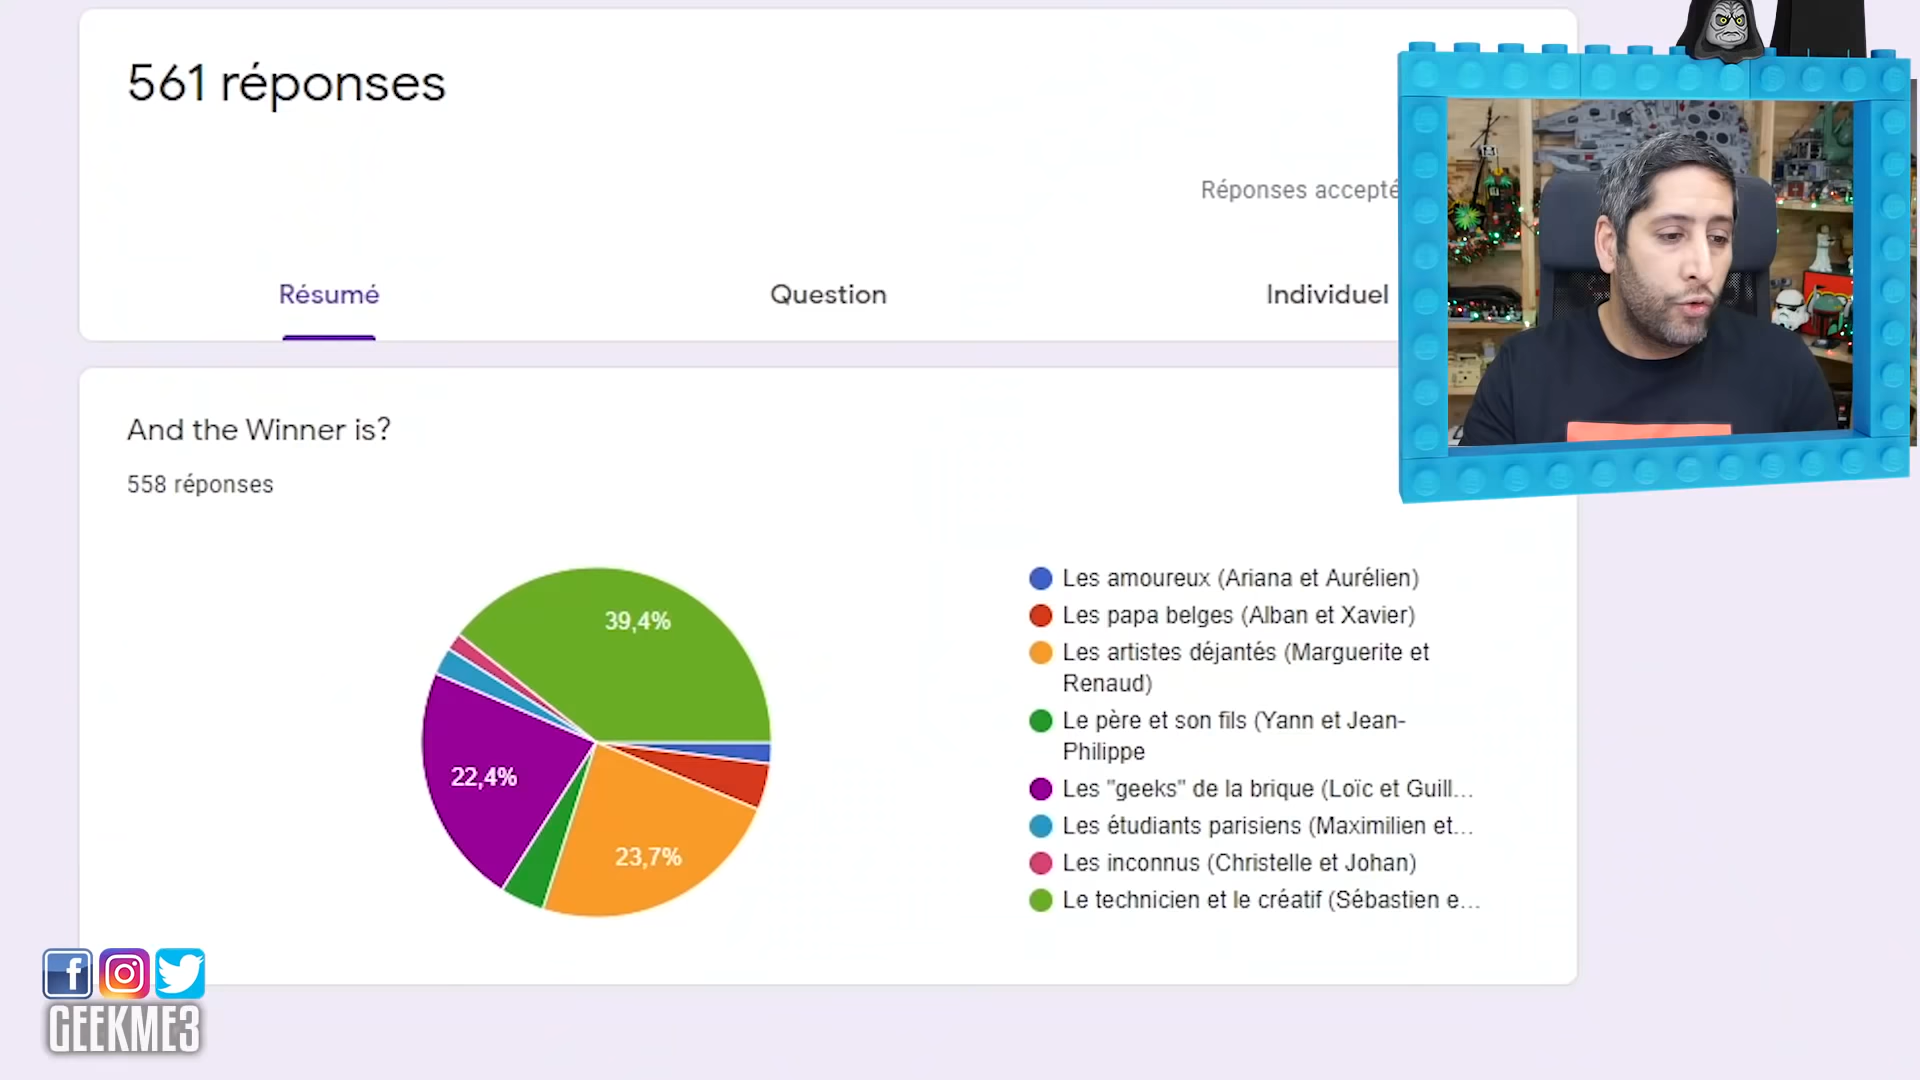 561 réponses
Réponses accepté
Résumé
Question
Individuel
And the Winner is?
558 réponses
39,4%
22,4%
23,7%
Les amoureux (Ariana et Aurélien)
Les papa belges (Alban et Xavier)
Les artistes déjantés (Marguerite et
Renaud)
Le père et son fils (Yann et Jean-
Philippe
Les "geeks" de la brique (Loïc et Guill...
Les étudiants parisiens (Maximilien et...
Les inconnus (Christelle et Johan)
Le technicien et le créatif (Sébastien e...
GEEKME3